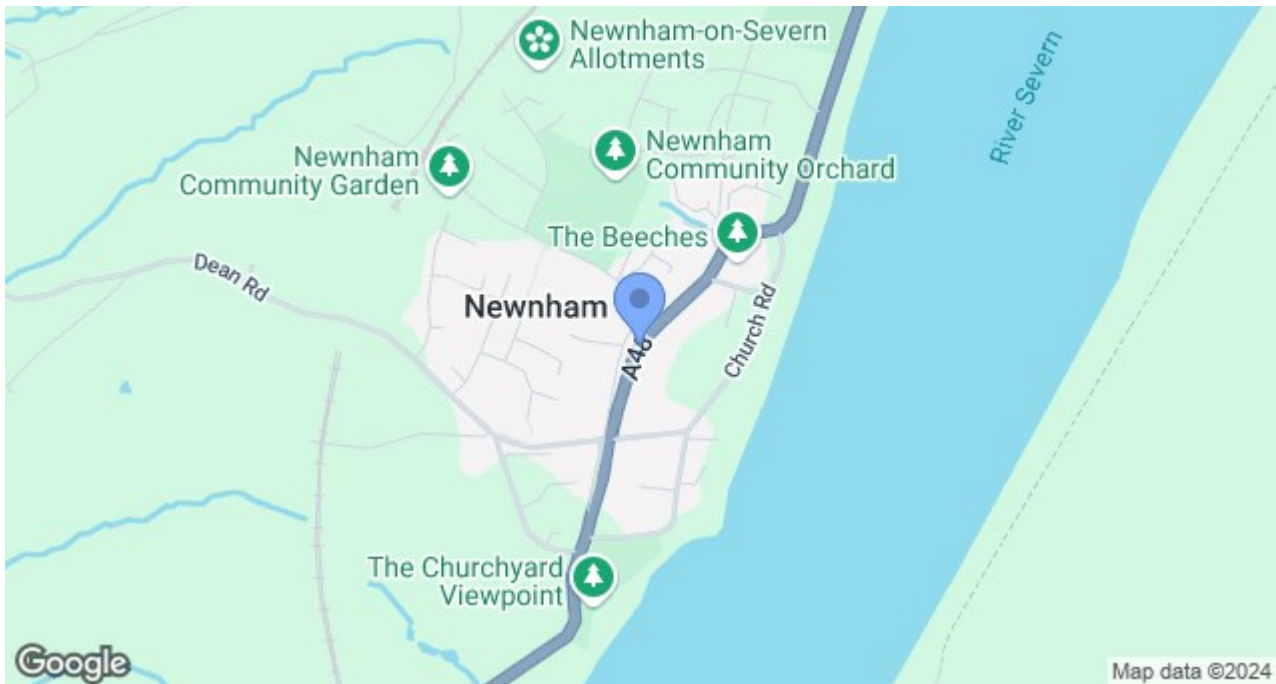 Newnham-on-Severn
Allotments
River Severn
Newnham
Community Orchard
Newnham
Community Garden
The Beeches
Dean Rd
Newnham
A48
Church Rd
The Churchyard
Viewpoint
Google
Map data ©2024